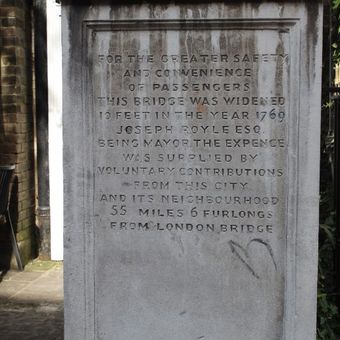 FOR THE GREATER SAFETY
AND CONVENIENCE
OF PASSENGERS
THIS BRIDGE WAS WIDENED
12 FEET IN THE YEAR 1769
JOSEPH ROYLE ESQ.
BEING MAYOR, THE EXPENCE
WAS SUPPLIED BY
VOLUNTARY CONTRIBUTIONS
FROM THIS CITY
AND ITS NEIGHBOURHOOD
55 MILES 6 FURLONGS
FROM LONDON BRIDGE